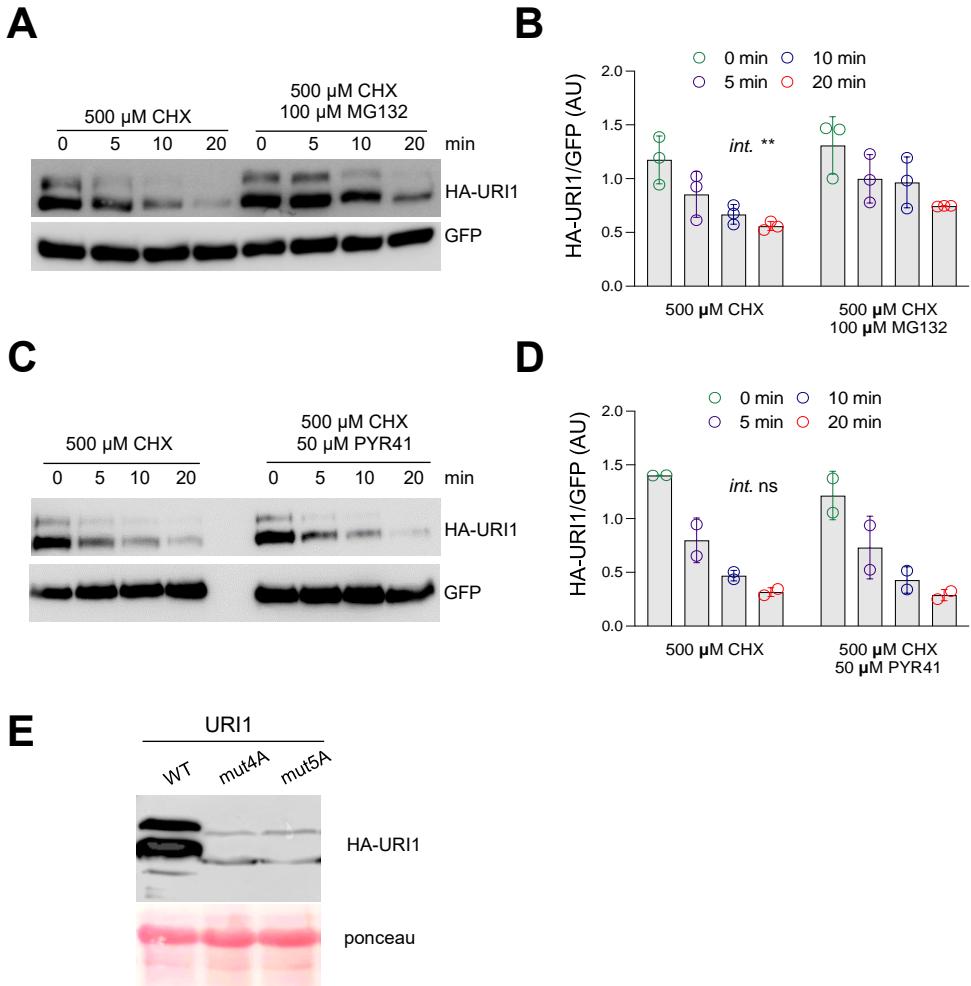 A
500 µM CHX
500 µM CHX
100 µM MG132
0 5 10 20 0 5 10 20 min
HA-URI1
GFP
B
0 min 10 min
5 min 20 min
HA-URI1/GFP (AU)
2.0
1.5
1.0
0.5
0.0
int. **
500 µM CHX
500 µM CHX
100 µM MG132
C
500 µM CHX
500 µM CHX
50 µM PYR41
0 5 10 20 0 5 10 20 min
HA-URI1
GFP
D
0 min 10 min
5 min 20 min
HA-URI1/GFP (AU)
2.0
1.5
1.0
0.5
0.0
int. ns
500 µM CHX
500 µM CHX
50 µM PYR41
E
URI1
WT mut4A mut5A
HA-URI1
ponceau